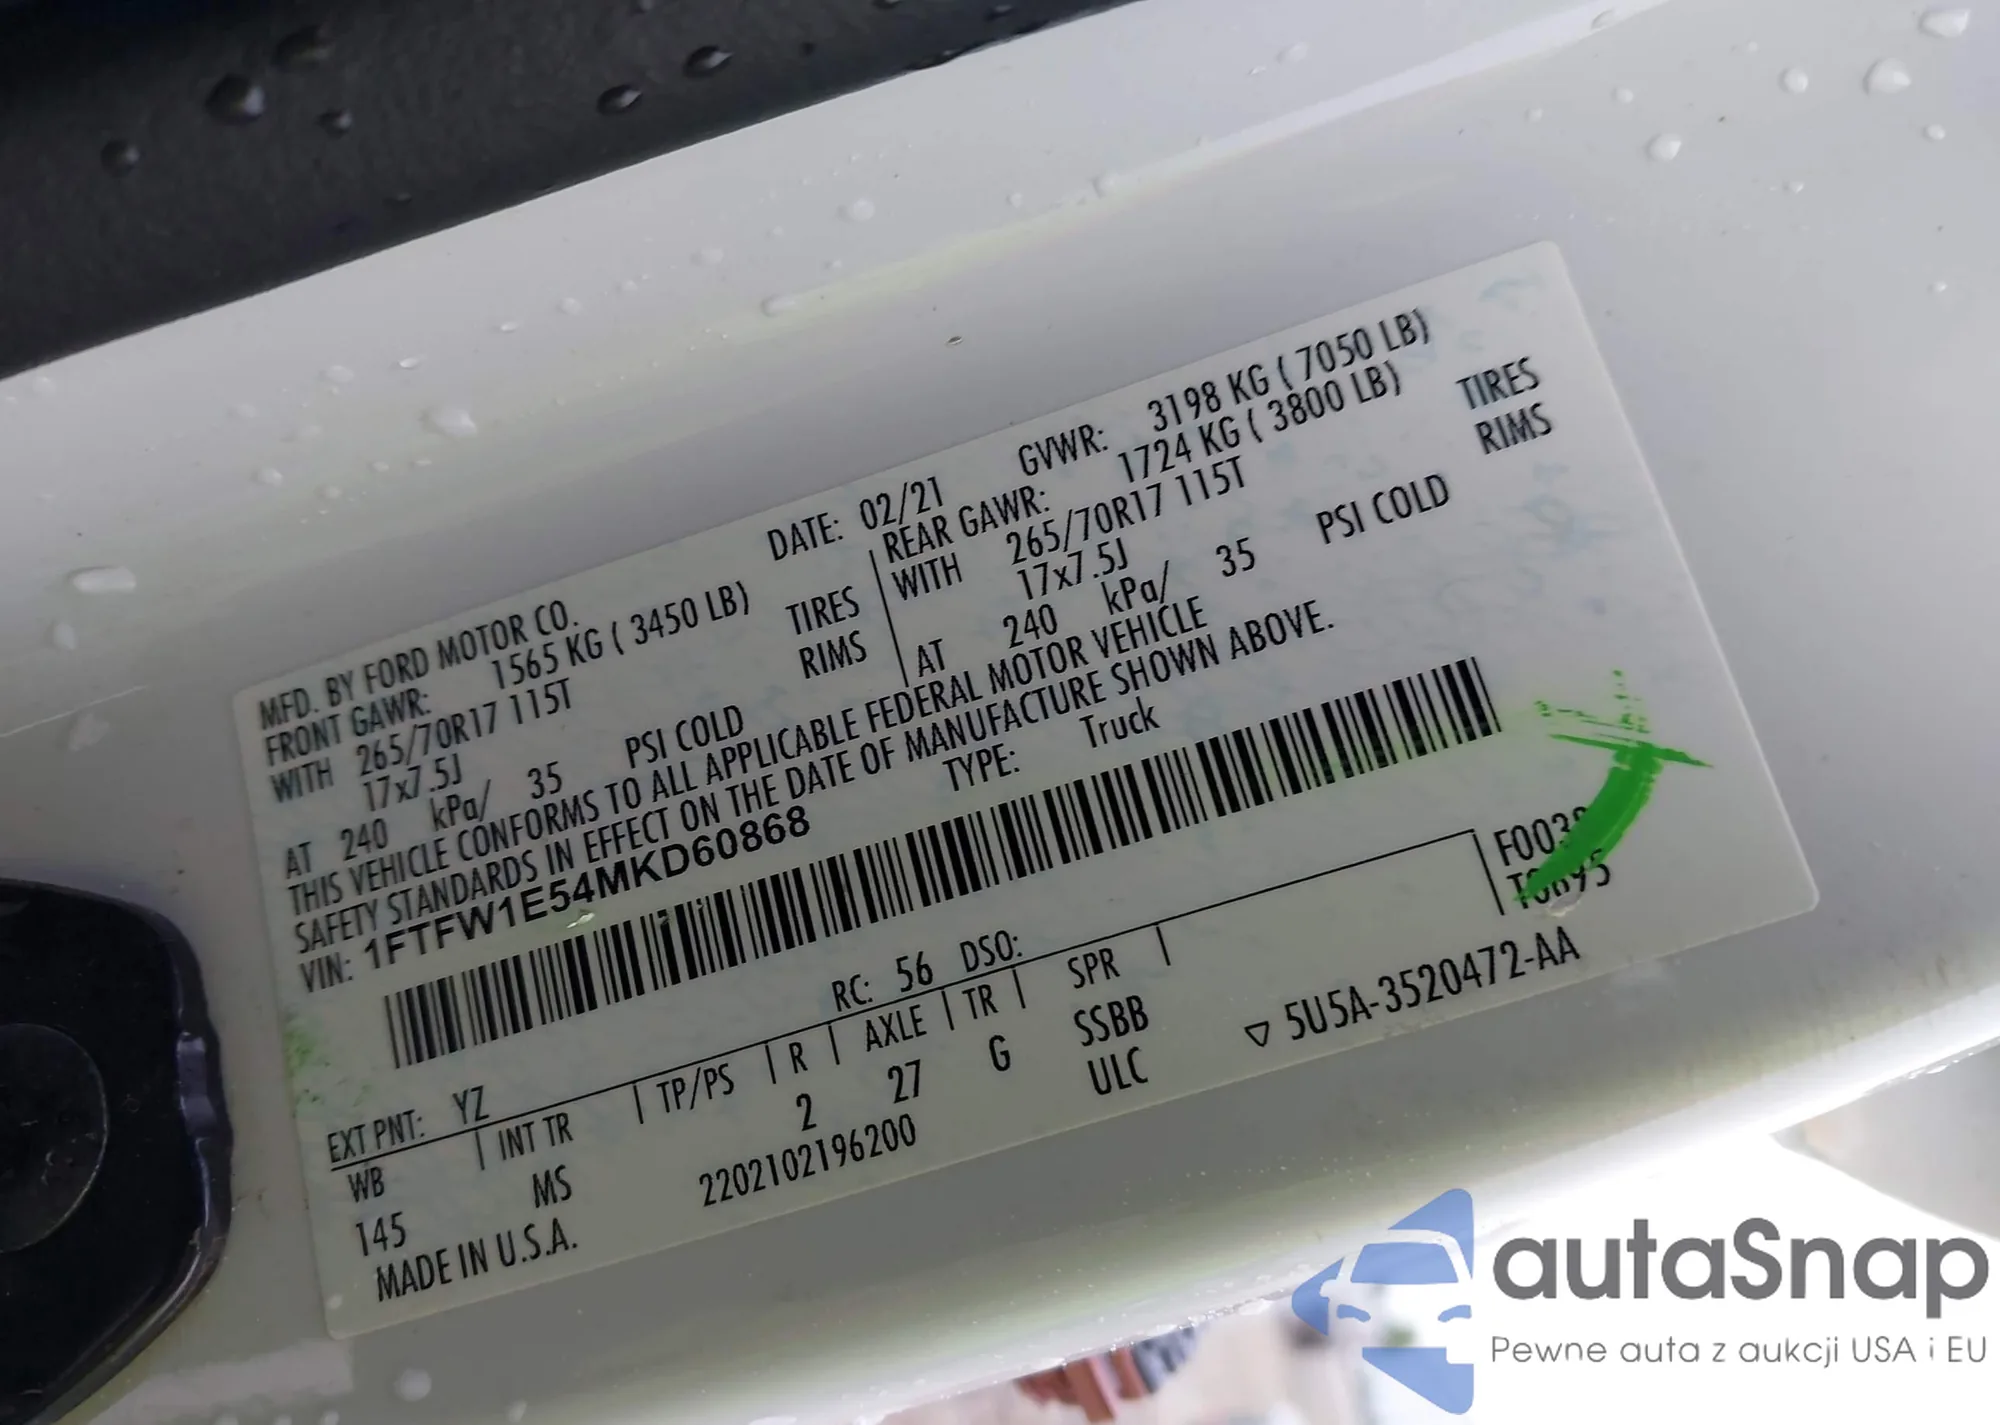 MFD. BY FORD MOTOR CO.
DATE: 02/21 GVWR: 3198 KG ( 7050 LB)
FRONT GAWR: 1565 KG ( 3450 LB)
REAR GAWR: 1724 KG ( 3800 LB)
WITH 265/70R17 115T TIRES
WITH 265/70R17 115T TIRES
17x7.5J RIMS
17x7.5J RIMS
AT 240 kPa/ 35 PSI COLD
AT 240 kPa/ 35 PSI COLD
THIS VEHICLE CONFORMS TO ALL APPLICABLE FEDERAL MOTOR VEHICLE
SAFETY STANDARDS IN EFFECT ON THE DATE OF MANUFACTURE SHOWN ABOVE.
VIN: 1FTFW1E54MKD60868 TYPE: Truck
EXT PNT: YZ RC: 56 DSO:
WB INT TR TP/PS R AXLE TR SPR
145 MS 2 27 G SSBB
2202102196200 ULC
MADE IN U.S.A.
▽ 5U5A-3520472-AA
autaSnap
Pewne auta z aukcji USA i EU